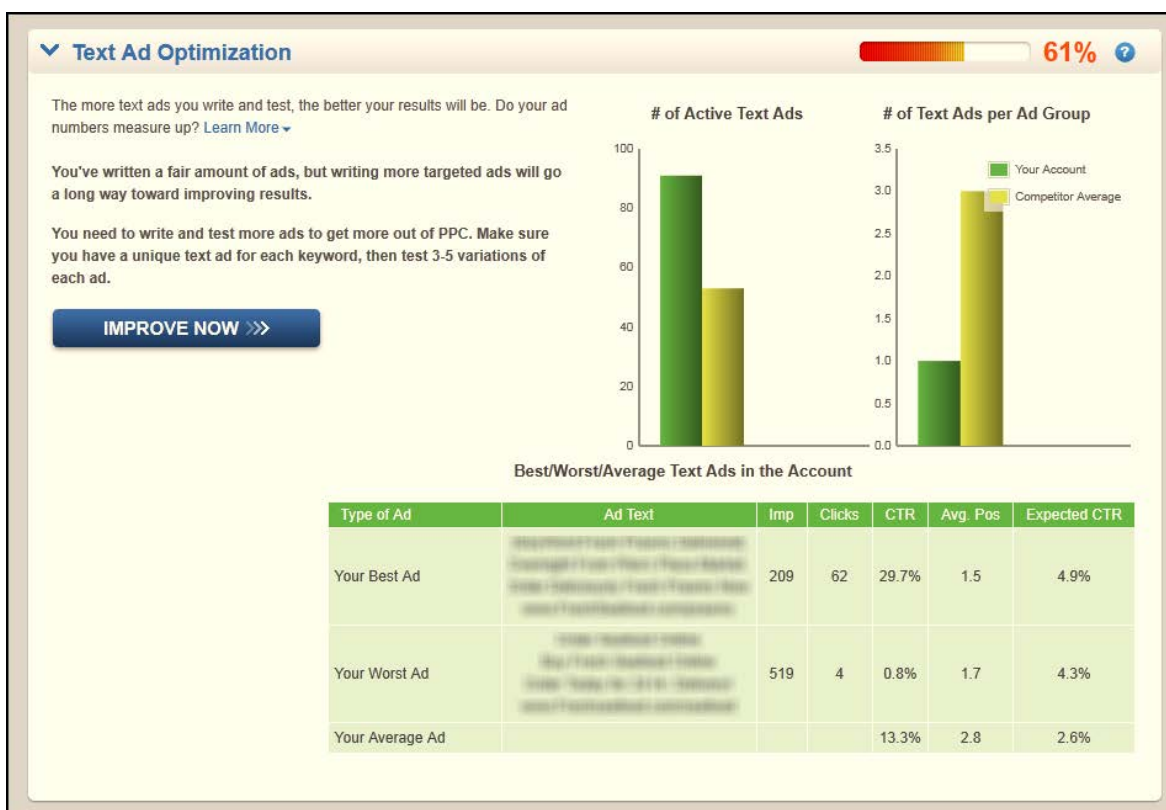 Text Ad Optimization
61%
?
The more text ads you write and test, the better your results will be. Do your ad
numbers measure up? Learn More
You've written a fair amount of ads, but writing more targeted ads will go
a long way toward improving results.
You need to write and test more ads to get more out of PPC. Make sure
you have a unique text ad for each keyword, then test 3-5 variations of
each ad.
IMPROVE NOW >>>
# of Active Text Ads
100
80
60
40
20
0
# of Text Ads per Ad Group
3.5
3.0
2.5
2.0
1.5
1.0
0.5
0.0
Your Account
Competitor Average
Best/Worst/Average Text Ads in the Account
Type of Ad Ad Text Imp Clicks CTR Avg. Pos Expected CTR
Your Best Ad 209 62 29.7% 1.5 4.9%
Your Worst Ad 519 4 0.8% 1.7 4.3%
Your Average Ad 13.3% 2.8 2.6%